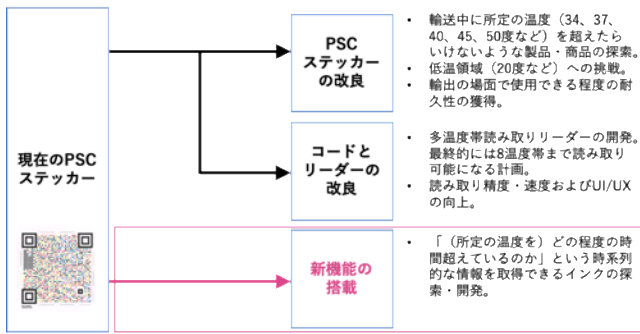 現在のPSC
ステッカー
PSC
ステッカー
の改良
• 輸送中に所定の温度（34、37、
40、45、50度など）を超えたら
いけないような製品・商品の探索。
• 低温領域（20度など）への挑戦。
• 輸出の場面で使用できる程度の耐
久性の獲得。
コードと
リーダーの
改良
• 多温度帯読み取りリーダーの開発。
最終的には8温度帯まで読み取り
可能になる計画。
• 読み取り精度・速度およびUI/UX
の向上。
新機能の
搭載
• 「（所定の温度を）どの程度の時
間超えているのか」という時系列
的な情報を取得できるインクの探
索・開発。